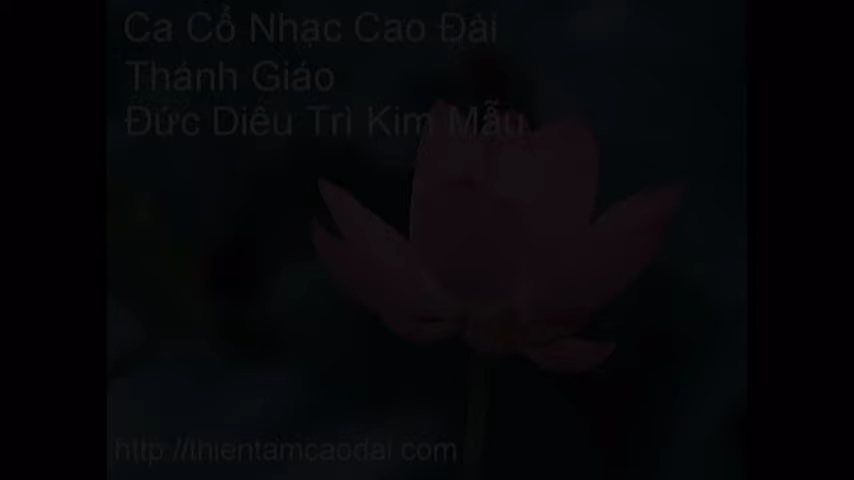 Ca Cổ Nhạc Cao Đài
Thánh Giáo
Đức Diêu Trì Kim Mẫu
http://thientamcaodai.com